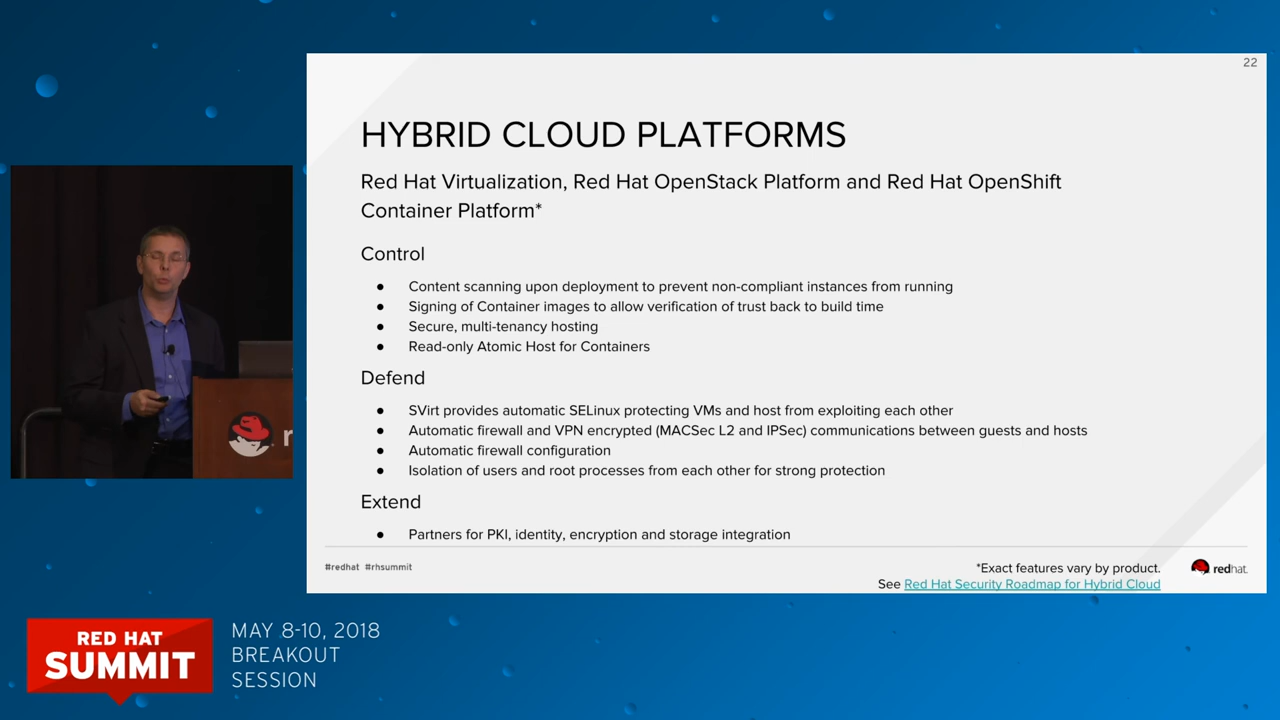 22
HYBRID CLOUD PLATFORMS
Red Hat Virtualization, Red Hat OpenStack Platform and Red Hat OpenShift
Container Platform*
Control
● Content scanning upon deployment to prevent non-compliant instances from running
● Signing of Container images to allow verification of trust back to build time
● Secure, multi-tenancy hosting
● Read-only Atomic Host for Containers
Defend
● SVirt provides automatic SELinux protecting VMs and host from exploiting each other
● Automatic firewall and VPN encrypted (MACSec L2 and IPSec) communications between guests and hosts
● Automatic firewall configuration
● Isolation of users and root processes from each other for strong protection
Extend
● Partners for PKI, identity, encryption and storage integration
#redhat #rhsummit
*Exact features vary by product.
See Red Hat Security Roadmap for Hybrid Cloud
redhat.
r
RED HAT
SUMMIT
MAY 8-10, 2018
BREAKOUT
SESSION